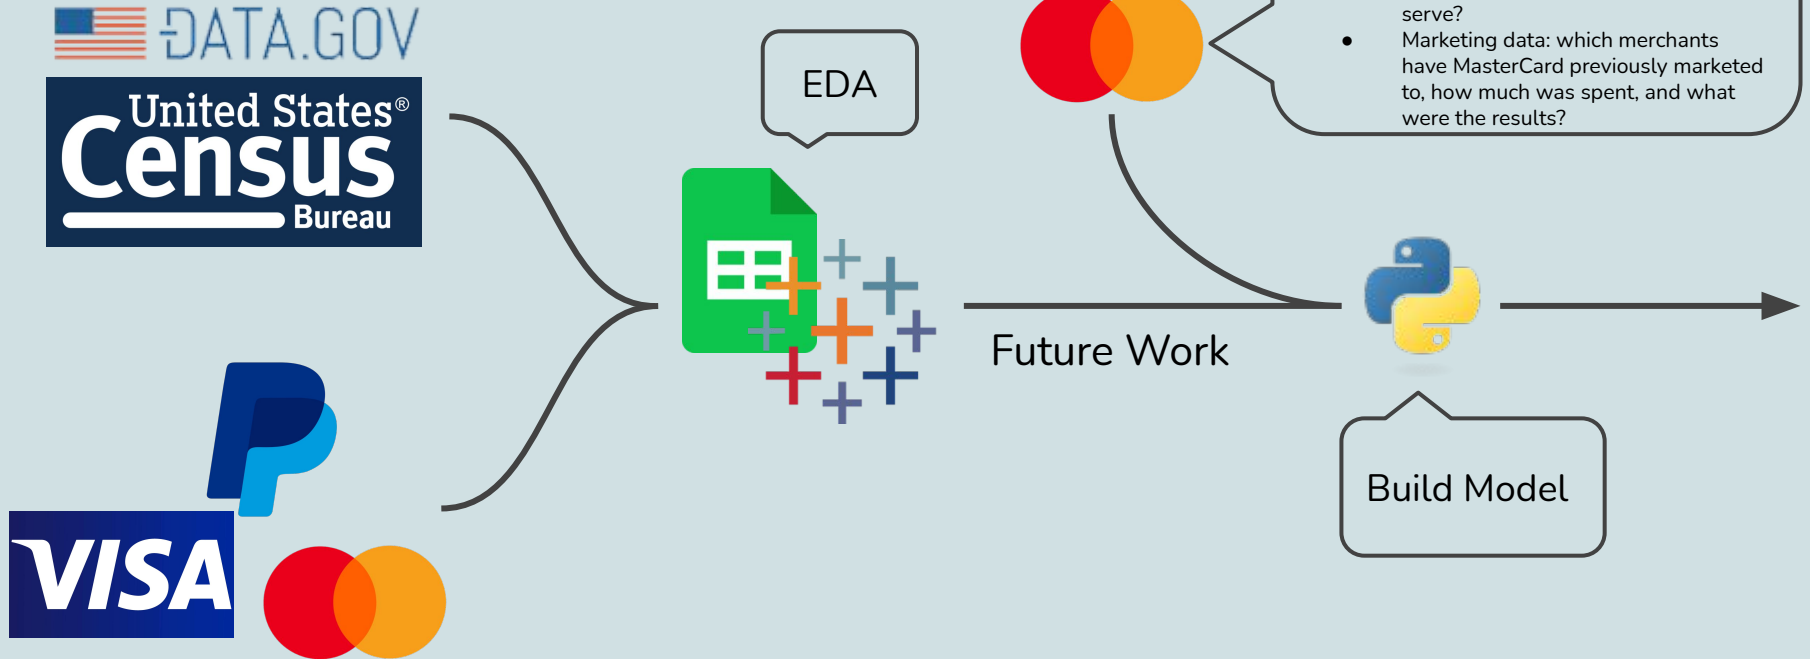 DATA.GOV
United States®
Census
Bureau
EDA
serve?
● Marketing data: which merchants
have MasterCard previously marketed
to, how much was spent, and what
were the results?
Future Work
Build Model
VISA